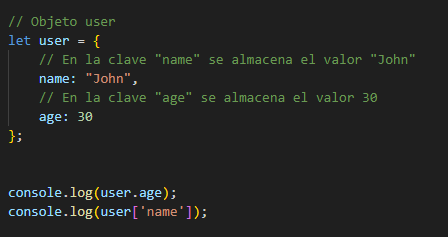 // Objeto user
let user = {
    // En la clave "name" se almacena el valor "John"
    name: "John",
    // En la clave "age" se almacena el valor 30
    age: 30
};
console.log(user.age);
console.log(user['name']);